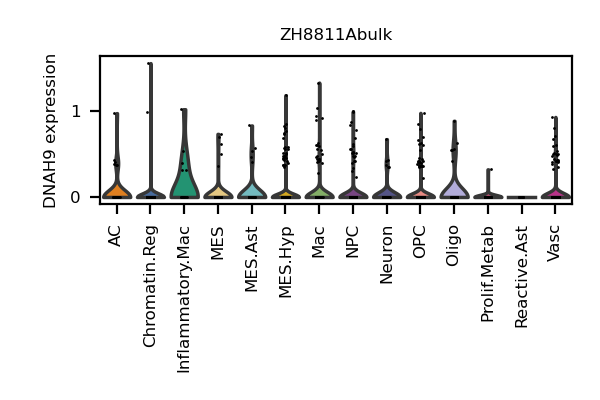 ZH8811Abulk
DNAH9 expression
1
0
AC
Chromatin.Reg
Inflammatory.Mac
MES
MES.Ast
MES.Hyp
Mac
NPC
Neuron
OPC
Oligo
Prolif.Metab
Reactive.Ast
Vasc